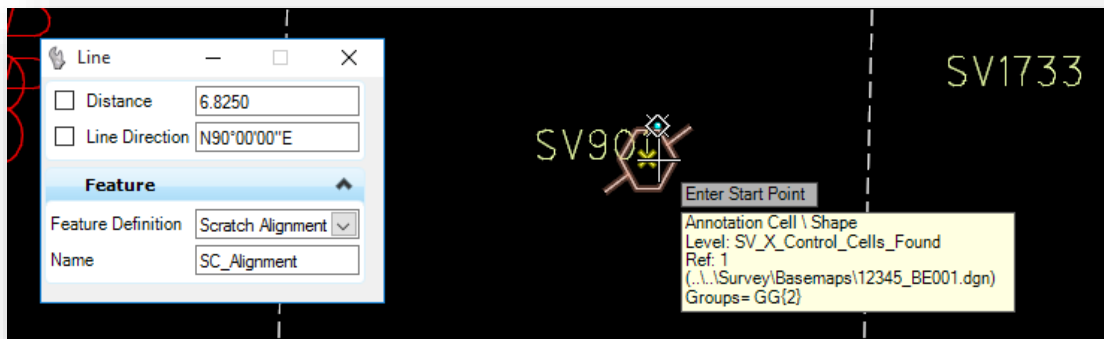 Line
Distance 6.8250
Line Direction N90°00'00"E
Feature
Feature Definition Scratch Alignment
Name SC_Alignment
SV1733
SV901
Enter Start Point
Annotation Cell \ Shape
Level: SV_X_Control_Cells_Found
Ref: 1
(..\..\Survey\Basemaps\12345_BE001.dgn)
Groups= GG{2}